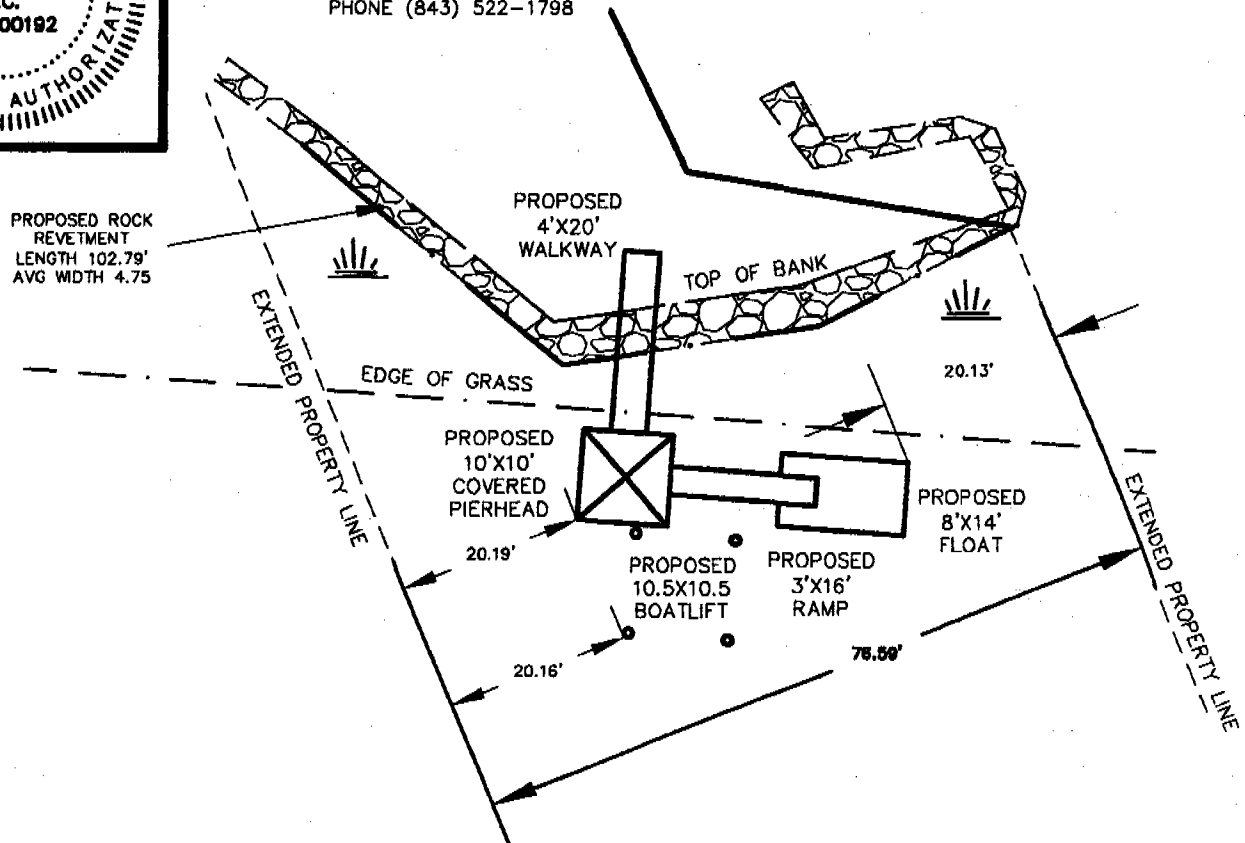 C.
00192
AUTHORIZAT
PHONE (843) 522-1798
PROPOSED ROCK
REVETMENT
LENGTH 102.79'
AVG WIDTH 4.75
PROPOSED
4'X20'
WALKWAY
TOP OF BANK
EXTENDED PROPERTY LINE
EDGE OF GRASS
20.13'
PROPOSED
10'X10'
COVERED
PIERHEAD
PROPOSED
8'X14'
FLOAT
EXTENDED PROPERTY LINE
20.19'
PROPOSED
10.5X10.5
BOATLIFT
PROPOSED
3'X16'
RAMP
20.16'
76.59'